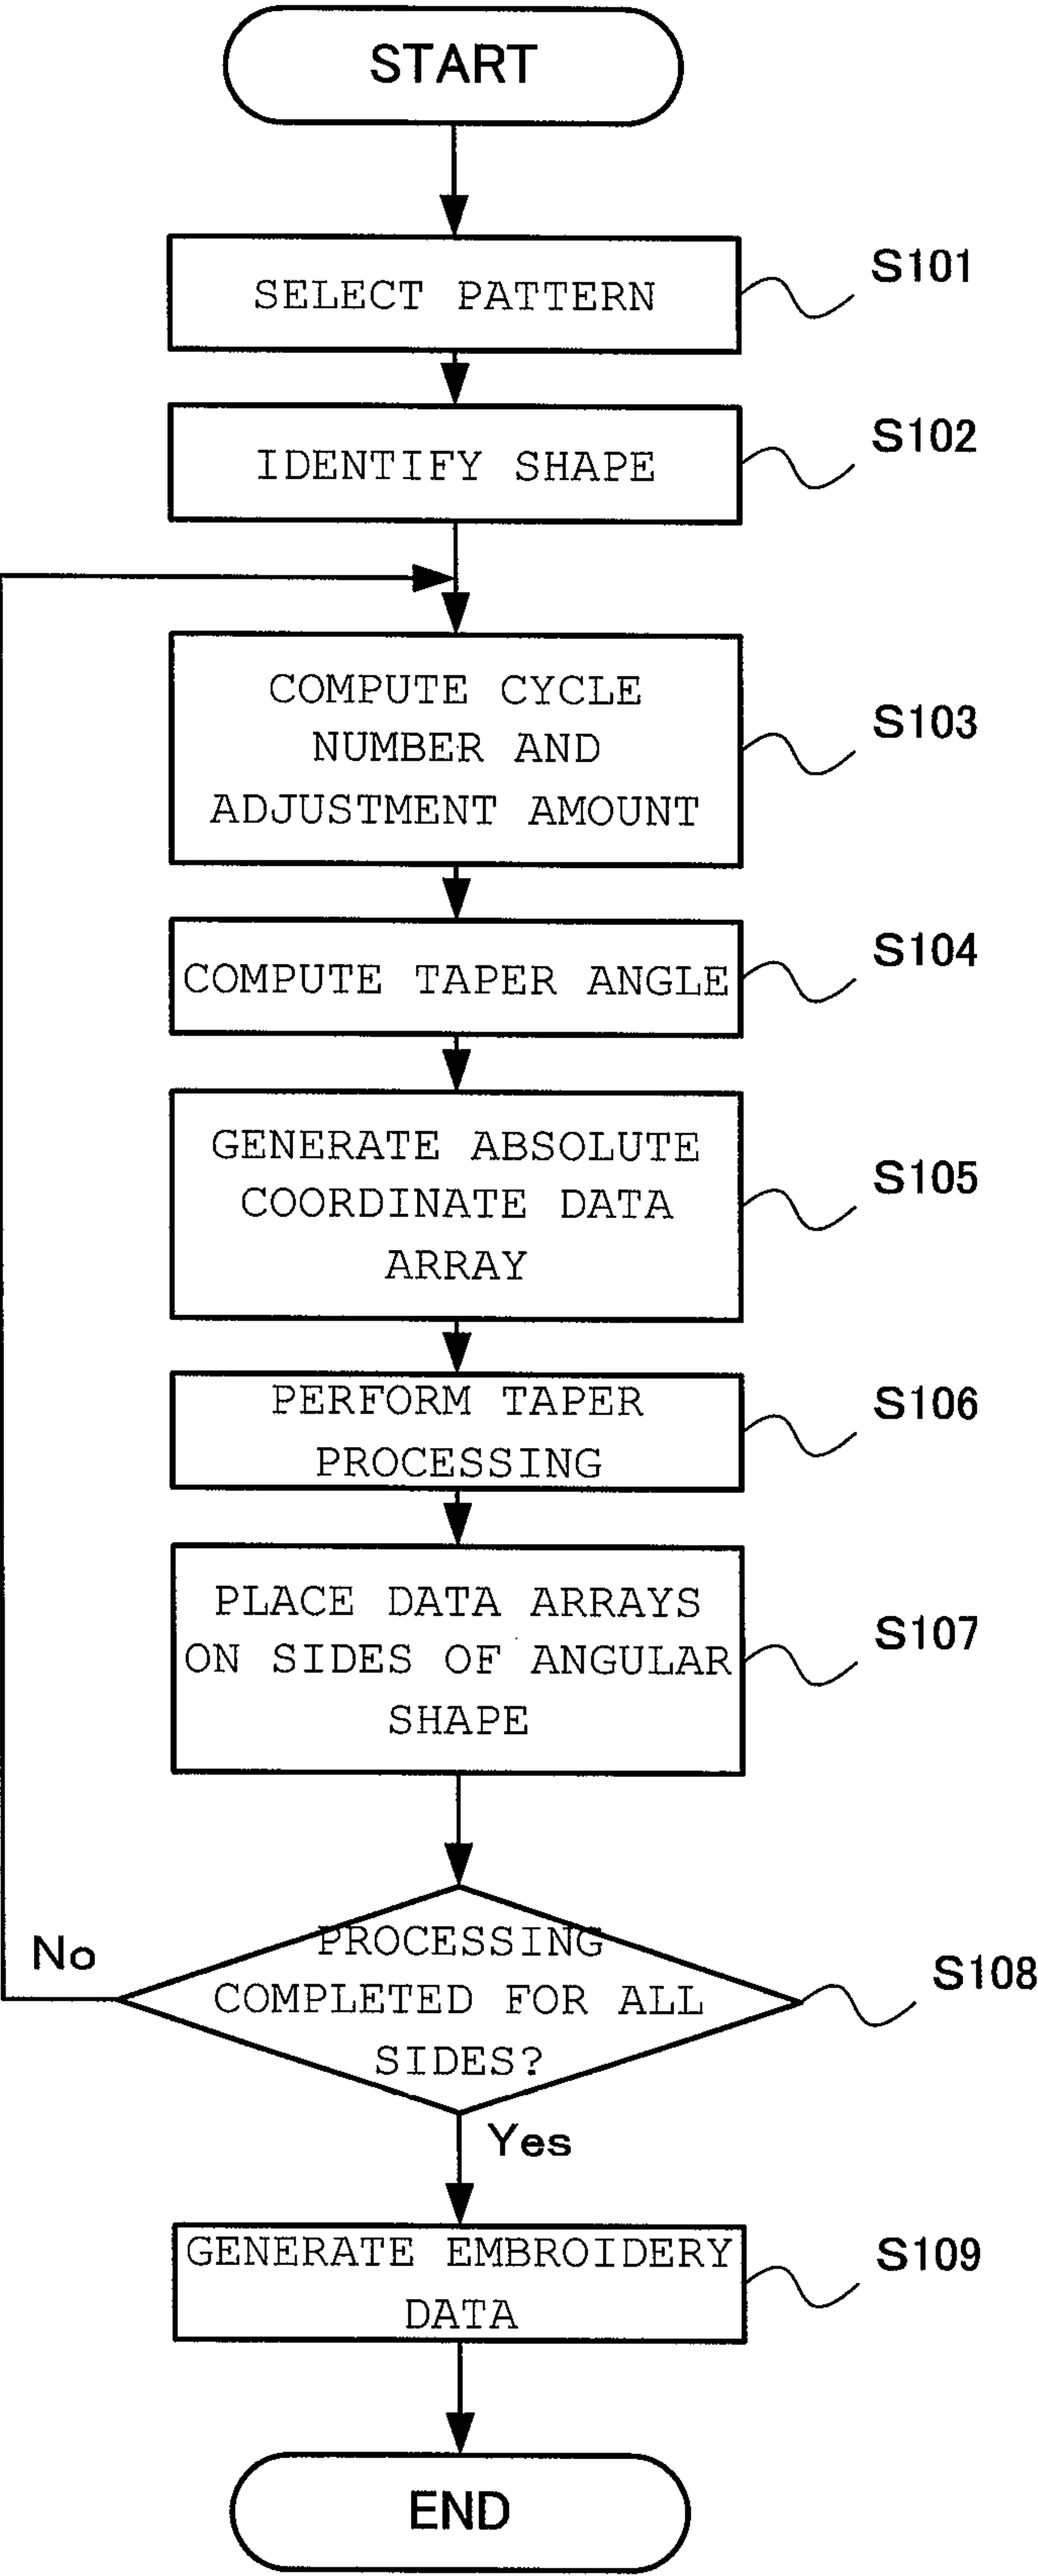 START
SELECT PATTERN
S101
IDENTIFY SHAPE
S102
COMPUTE CYCLE
NUMBER AND
ADJUSTMENT AMOUNT
S103
COMPUTE TAPER ANGLE
S104
GENERATE ABSOLUTE
COORDINATE DATA
ARRAY
S105
PERFORM TAPER
PROCESSING
S106
PLACE DATA ARRAYS
ON SIDES OF ANGULAR
SHAPE
S107
PROCESSING
COMPLETED FOR ALL
SIDES?
S108
No
Yes
GENERATE EMBROIDERY
DATA
S109
END